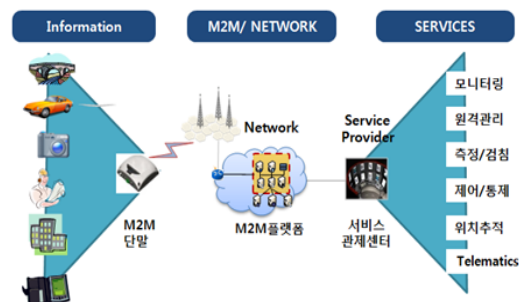 Information
M2M/ NETWORK
SERVICES
Network
Service
Provider
M2M
단말
M2M플랫폼
서비스
관제센터
모니터링
원격관리
측정/검침
제어/통제
위치추적
Telematics